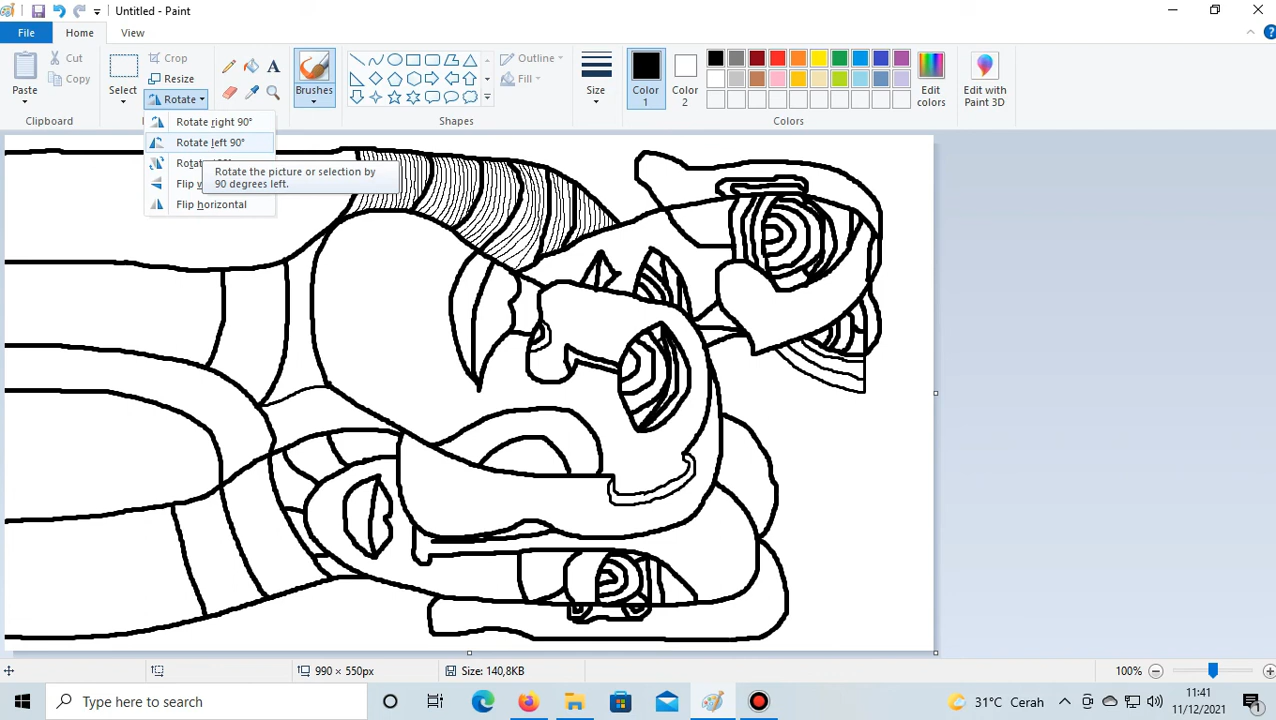 Untitled - Paint
File
Home
View
Paste
Cut
Copy
Clipboard
Select
Crop
Resize
Rotate
Rotate right 90°
Rotate left 90°
Flip horizontal
Rotate the picture or selection by
90 degrees left.
Brushes
Shapes
Outline
Fill
Size
Color
1
Color
2
Edit
colors
Edit with
Paint 3D
Colors
990 × 550px
Size: 140,8KB
100%
Type here to search
31°C Cerah
11:41
11/12/2021